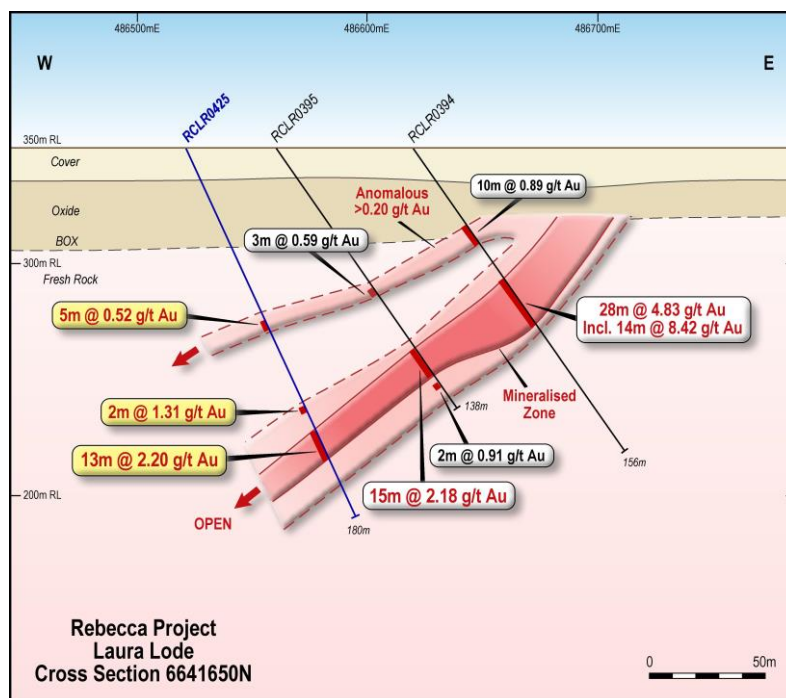 486500mE
486600mE
486700mE
W
E
RCLR0425
RCLR0395
RCLR0394
350m RL
Cover
Oxide
BOX
300m RL
Fresh Rock
200m RL
Anomalous
>0.20 g/t Au
10m @ 0.89 g/t Au
3m @ 0.59 g/t Au
5m @ 0.52 g/t Au
28m @ 4.83 g/t Au
Incl. 14m @ 8.42 g/t Au
Mineralised
Zone
2m @ 1.31 g/t Au
138m
13m @ 2.20 g/t Au
2m @ 0.91 g/t Au
156m
15m @ 2.18 g/t Au
OPEN
180m
Rebecca Project
Laura Lode
Cross Section 6641650N
0
50m